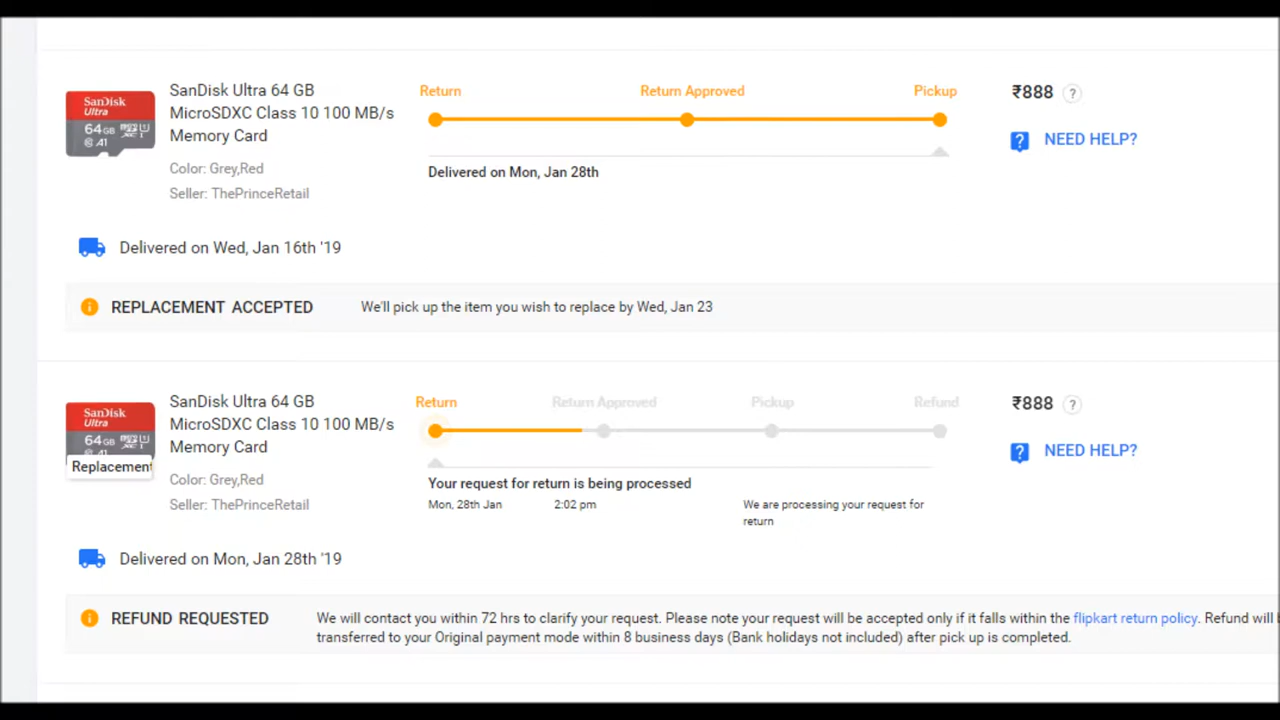 SanDisk Ultra 64 GB
MicroSDXC Class 10 100 MB/s
Memory Card
Color: Grey,Red
Seller: ThePrinceRetail
SanDisk
Ultra
64GB
A1
Return Return Approved Pickup
Delivered on Mon, Jan 28th
₹888 ?
? NEED HELP?
Delivered on Wed, Jan 16th '19
REPLACEMENT ACCEPTED We'll pick up the item you wish to replace by Wed, Jan 23
SanDisk Ultra 64 GB
MicroSDXC Class 10 100 MB/s
Memory Card
Color: Grey,Red
Seller: ThePrinceRetail
SanDisk
Ultra
64GB
Replacement
Return Return Approved Pickup Refund
Your request for return is being processed
Mon, 28th Jan 2:02 pm We are processing your request for
return
₹888 ?
? NEED HELP?
Delivered on Mon, Jan 28th '19
REFUND REQUESTED We will contact you within 72 hrs to clarify your request. Please note your request will be accepted only if it falls within the flipkart return policy. Refund will
transferred to your Original payment mode within 8 business days (Bank holidays not included) after pick up is completed.